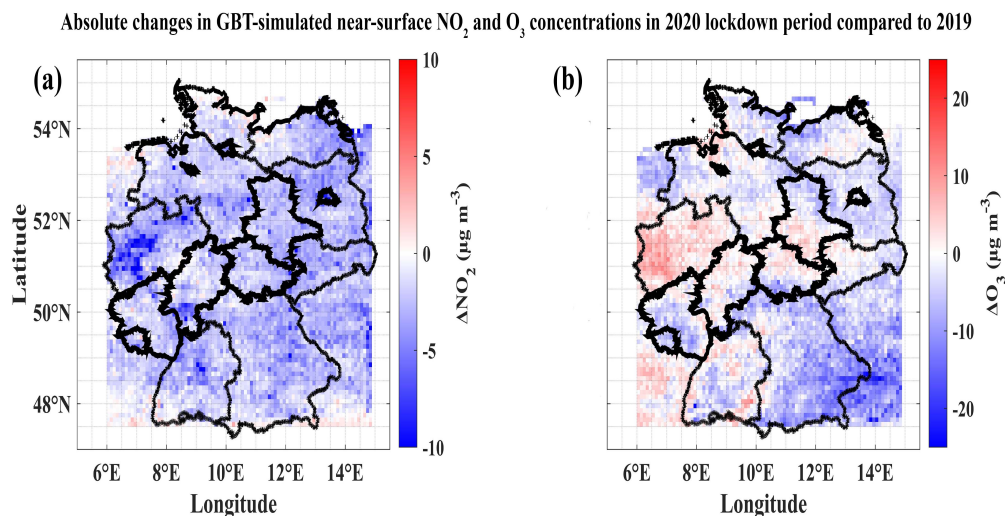 Absolute changes in GBT-simulated near-surface NO₂ and O₃ concentrations in 2020 lockdown period compared to 2019
(a)
54°N
52°N
50°N
48°N
Latitude
6°E 8°E 10°E 12°E 14°E
Longitude
10
5
0
-5
-10
ΔNO₂ (µg m⁻³)
(b)
6°E 8°E 10°E 12°E 14°E
Longitude
20
10
0
-10
-20
ΔO₃ (µg m⁻³)